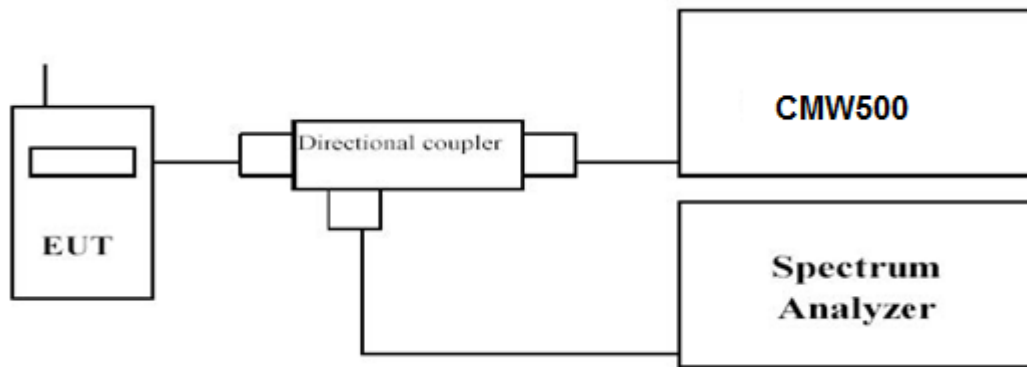 CMW500
Directional coupler
EUT
Spectrum
Analyzer